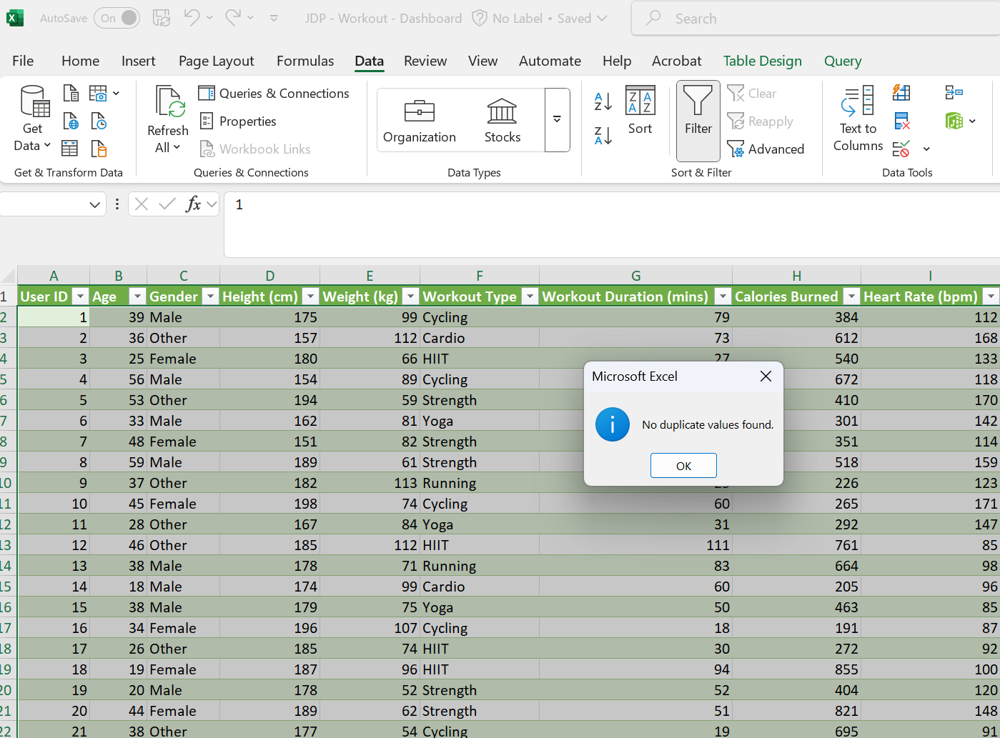 AutoSave On JDP - Workout - Dashboard No Label • Saved Search
File Home Insert Page Layout Formulas Data Review View Automate Help Acrobat Table Design Query
Get Data
Refresh All
Queries & Connections
Properties
Workbook Links
Organization
Stocks
Sort
Filter
Clear
Reapply
Advanced
Text to Columns
Get & Transform Data Queries & Connections Data Types Sort & Filter Data Tools
fx 1
A B C D E F G H I
1 User ID Age Gender Height (cm) Weight (kg) Workout Type Workout Duration (mins) Calories Burned Heart Rate (bpm)
2 1 39 Male 175 99 Cycling 79 384 112
3 2 36 Other 157 112 Cardio 73 612 168
4 3 25 Female 180 66 HIIT 27 540 133
5 4 56 Male 154 89 Cycling 672 118
6 5 53 Other 194 59 Strength 410 170
7 6 33 Male 162 81 Yoga 301 142
8 7 48 Female 151 82 Strength 351 114
9 8 59 Male 189 61 Strength 518 159
10 9 37 Other 182 113 Running 226 123
11 10 45 Female 198 74 Cycling 60 265 171
12 11 28 Other 167 84 Yoga 31 292 147
13 12 46 Other 185 112 HIIT 111 761 85
14 13 38 Male 178 71 Running 83 664 98
15 14 18 Male 174 99 Cardio 60 205 96
16 15 38 Male 179 75 Yoga 50 463 85
17 16 34 Female 196 107 Cycling 18 191 87
18 17 26 Other 185 74 HIIT 30 272 92
19 18 19 Female 187 96 HIIT 94 855 100
20 19 20 Male 178 52 Strength 52 404 120
21 20 44 Female 189 62 Strength 51 821 148
22 21 38 Other 177 54 Cycling 19 695 91
Microsoft Excel
No duplicate values found.
OK